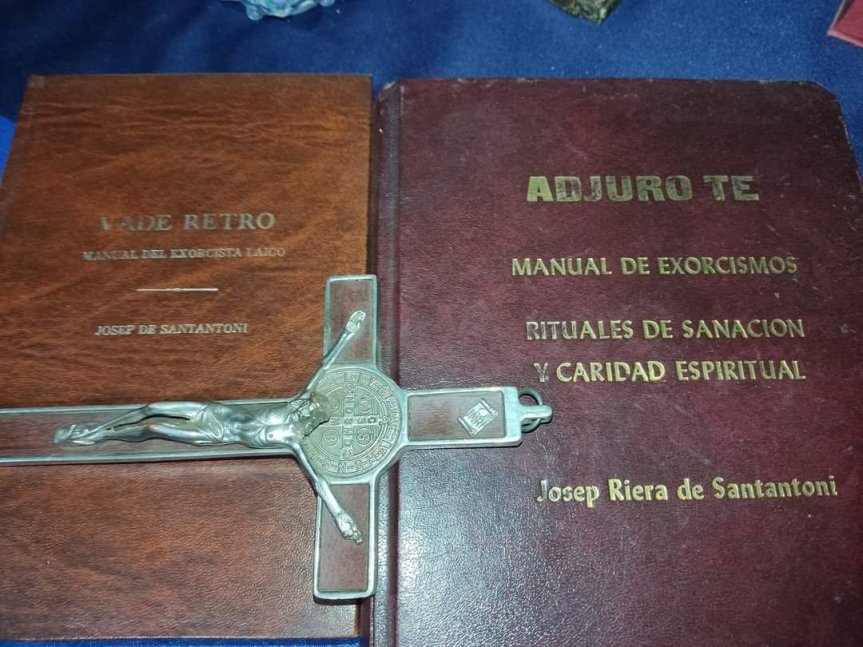 VADE RETRO
MANUAL DEL EXORCISTA LAICO
JOSEP DE SANTANTONI
ADJURO TE
MANUAL DE EXORCISMOS
RITUALES DE SANACION
Y CARIDAD ESPIRITUAL
Josep Riera de Santantoni